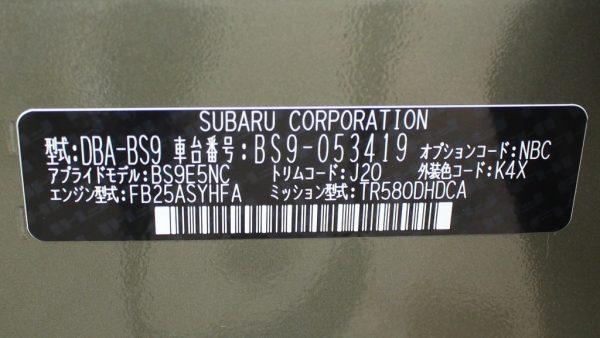 SUBARU CORPORATION
型式:DBA-BS9 車台番号:BS9-053419 オプションコード:NBC
アプライドモデル:BS9E5NC トリムコード:J20 外装色コード:K4X
エンジン型式:FB25ASYHFA ミッション型式:TR580DHDCA